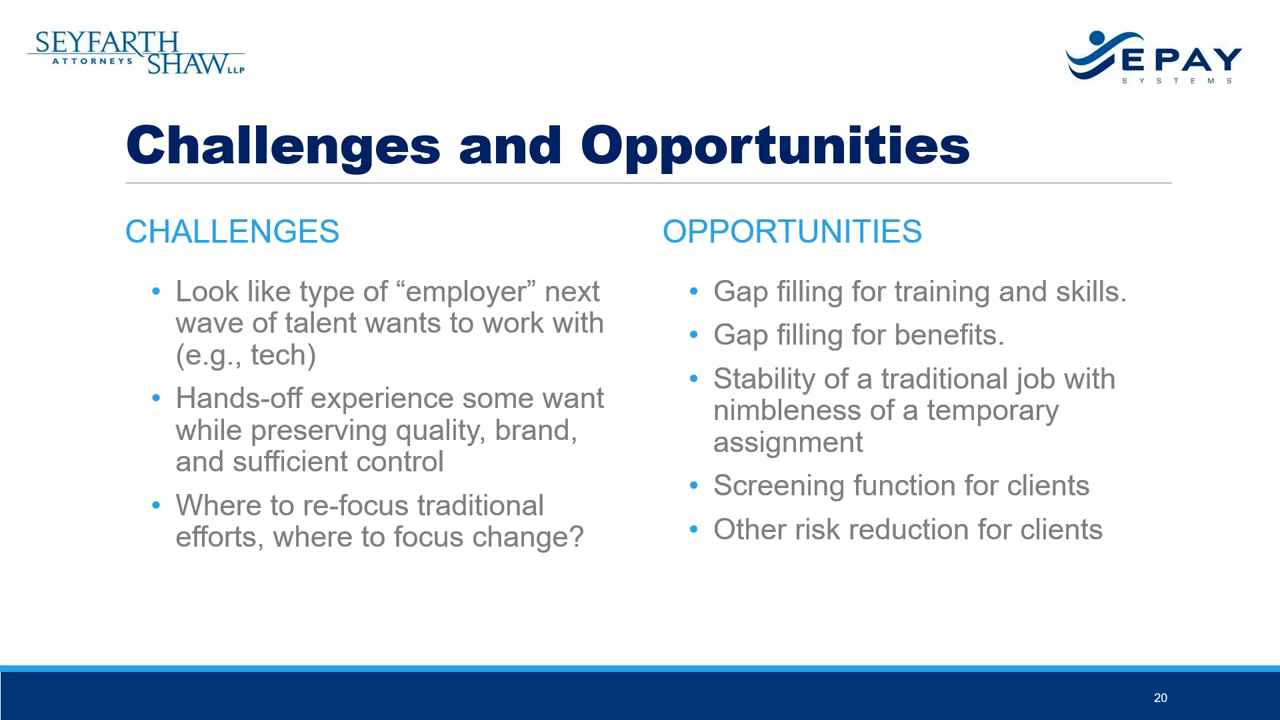 SEYFARTH
ATTORNEYS SHAW LLP
EPAY
SYSTEMS
Challenges and Opportunities
CHALLENGES
• Look like type of “employer” next
wave of talent wants to work with
(e.g., tech)
• Hands-off experience some want
while preserving quality, brand,
and sufficient control
• Where to re-focus traditional
efforts, where to focus change?
OPPORTUNITIES
• Gap filling for training and skills.
• Gap filling for benefits.
• Stability of a traditional job with
nimbleness of a temporary
assignment
• Screening function for clients
• Other risk reduction for clients
20